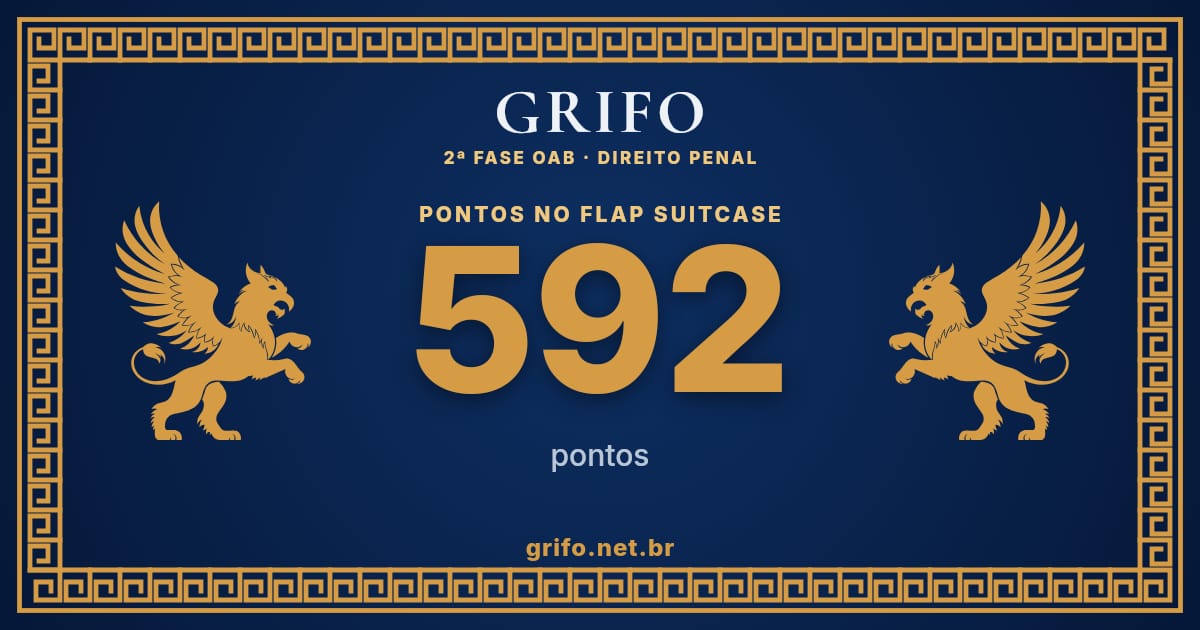 GRIFO
2ª FASE OAB · DIREITO PENAL
PONTOS NO FLAP SUITCASE
592
pontos
grifo.net.br